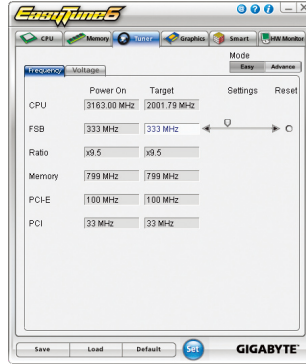 EasyTune6
CPU Memory Tuner Graphics Smart HW Monitor
Mode
Easy Advance
Frequency Voltage
Power On Target Settings Reset
CPU 3163.00 MHz 2001.79 MHz
FSB 333 MHz 333 MHz
Ratio x9.5 x9.5
Memory 799 MHz 799 MHz
PCI-E 100 MHz 100 MHz
PCI 33 MHz 33 MHz
Save Load Default Set GIGABYTE™